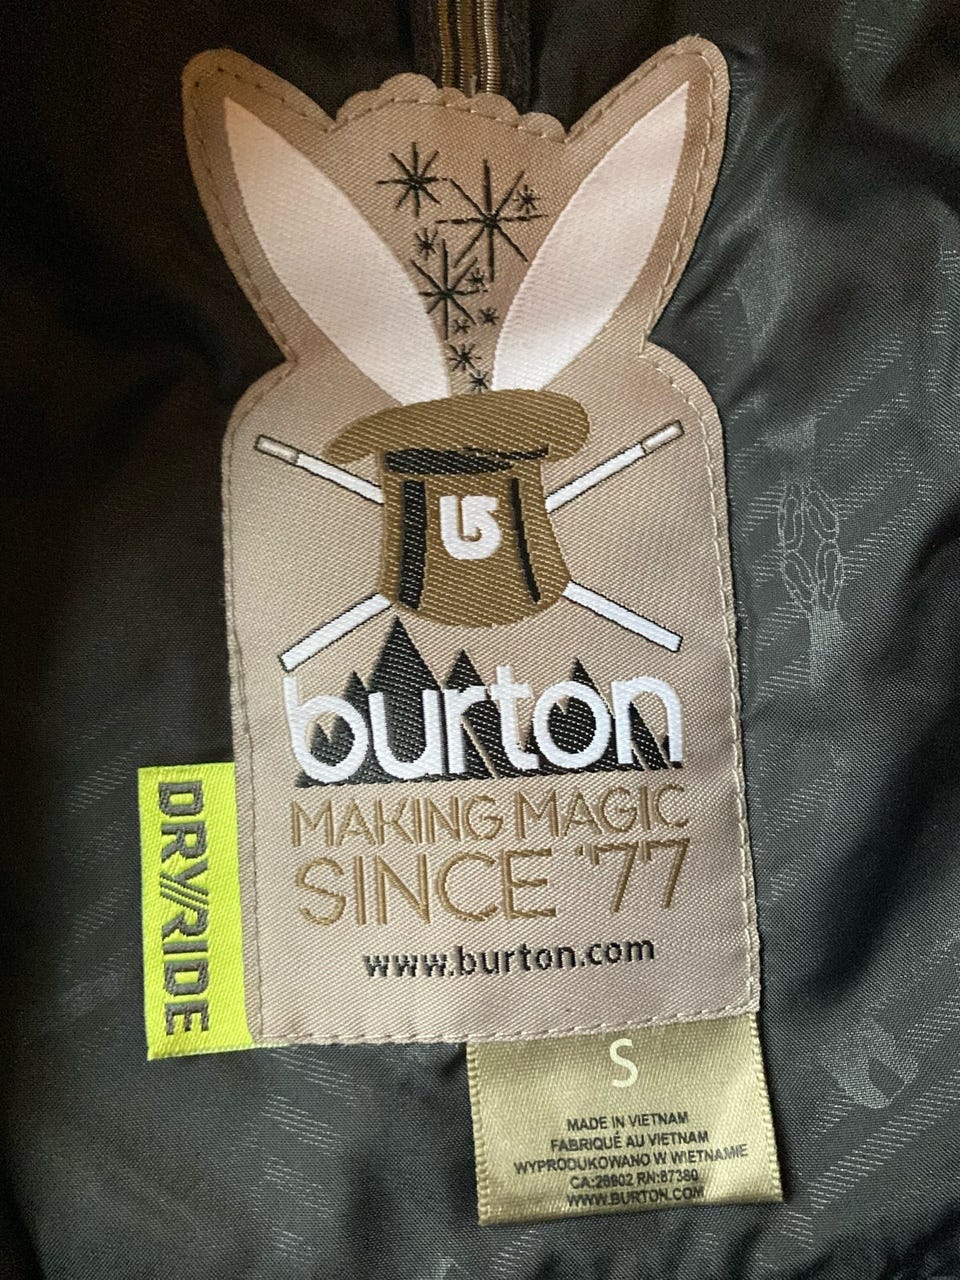 burton
MAKING MAGIC
SINCE '77
www.burton.com
DRY//RIDE
S
MADE IN VIETNAM
FABRIQUÉ AU VIETNAM
WYPRODUKOWANO W WIETNAMIE
CA:26902 RN:87380
WWW.BURTON.COM